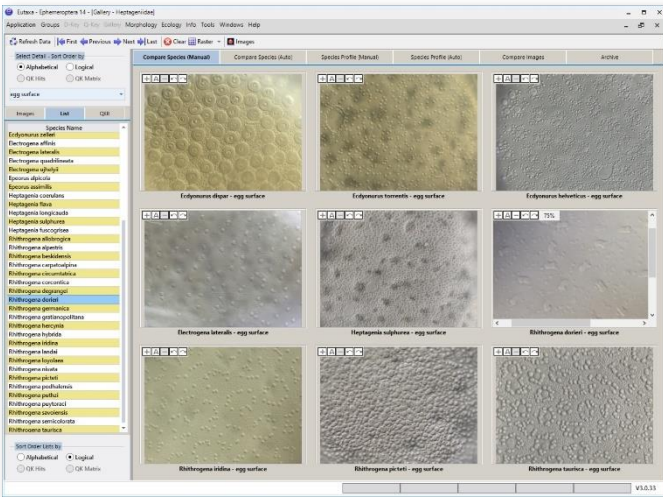 Eutaxa - Ephemeroptera 14 - [Gallery - Heptageniidae]
Application Groups D-Key G-Key Gallery Morphology Ecology Info Tools Windows Help
Refresh Data First Previous Next Last Clear Raster Images
Select Detail - Sort Order by
Alphabetical Logical
QK Hits QK Matrix
egg surface
Images List QKR
Species Name
Ecdyonurus zelleri
Electrogena affinis
Electrogena lateralis
Electrogena quadrilineata
Electrogena ujhelyii
Epeorus alpicola
Epeorus assimilis
Heptagenia coerulans
Heptagenia flava
Heptagenia longicauda
Heptagenia sulphurea
Heptagenia fuscogrisea
Rhithrogena allobrogica
Rhithrogena alpestris
Rhithrogena beskidensis
Rhithrogena carpatoalpina
Rhithrogena circumtatrica
Rhithrogena corcontica
Rhithrogena degrangei
Rhithrogena dorieri
Rhithrogena germanica
Rhithrogena gratianopolitana
Rhithrogena hercynia
Rhithrogena hybrida
Rhithrogena iridina
Rhithrogena landai
Rhithrogena loyolaea
Rhithrogena nivata
Rhithrogena picteti
Rhithrogena podhalensis
Rhithrogena puthzi
Rhithrogena puytoraci
Rhithrogena savoiensis
Rhithrogena semicolorata
Rhithrogena taurisca
Sort Order Lists by
Alphabetical Logical
QK Hits QK Matrix
Compare Species (Manual) Compare Species (Auto) Species Profile (Manual) Species Profile (Auto) Compare Images Archive
Ecdyonurus dispar - egg surface
Ecdyonurus torrentis - egg surface
Ecdyonurus helveticus - egg surface
75%
Electrogena lateralis - egg surface
Heptagenia sulphurea - egg surface
Rhithrogena dorieri - egg surface
Rhithrogena iridina - egg surface
Rhithrogena picteti - egg surface
Rhithrogena taurisca - egg surface
V3.0.33